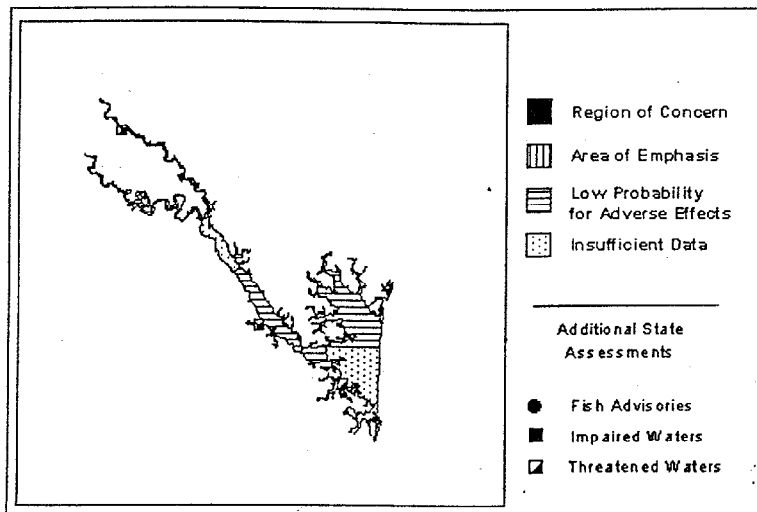 Region of Concern
Area of Emphasis
Low Probability
for Adverse Effects
Insufficient Data
Additional State
Assessments
Fish Advisories
Impaired Waters
Threatened Waters